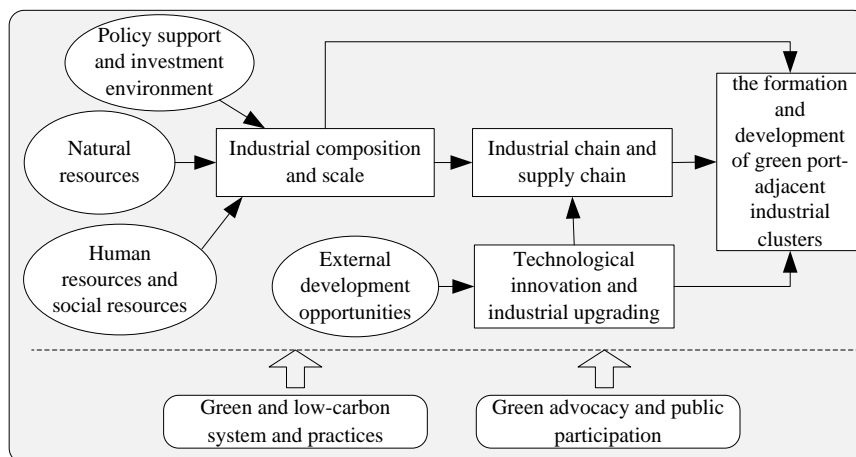 Policy support
and investment
environment
Natural
resources
Human
resources and
social resources
Industrial composition
and scale
Industrial chain and
supply chain
the formation
and
development
of green port-
adjacent
industrial
clusters
External
development
opportunities
Technological
innovation and
industrial upgrading
Green and low-carbon
system and practices
Green advocacy and public
participation